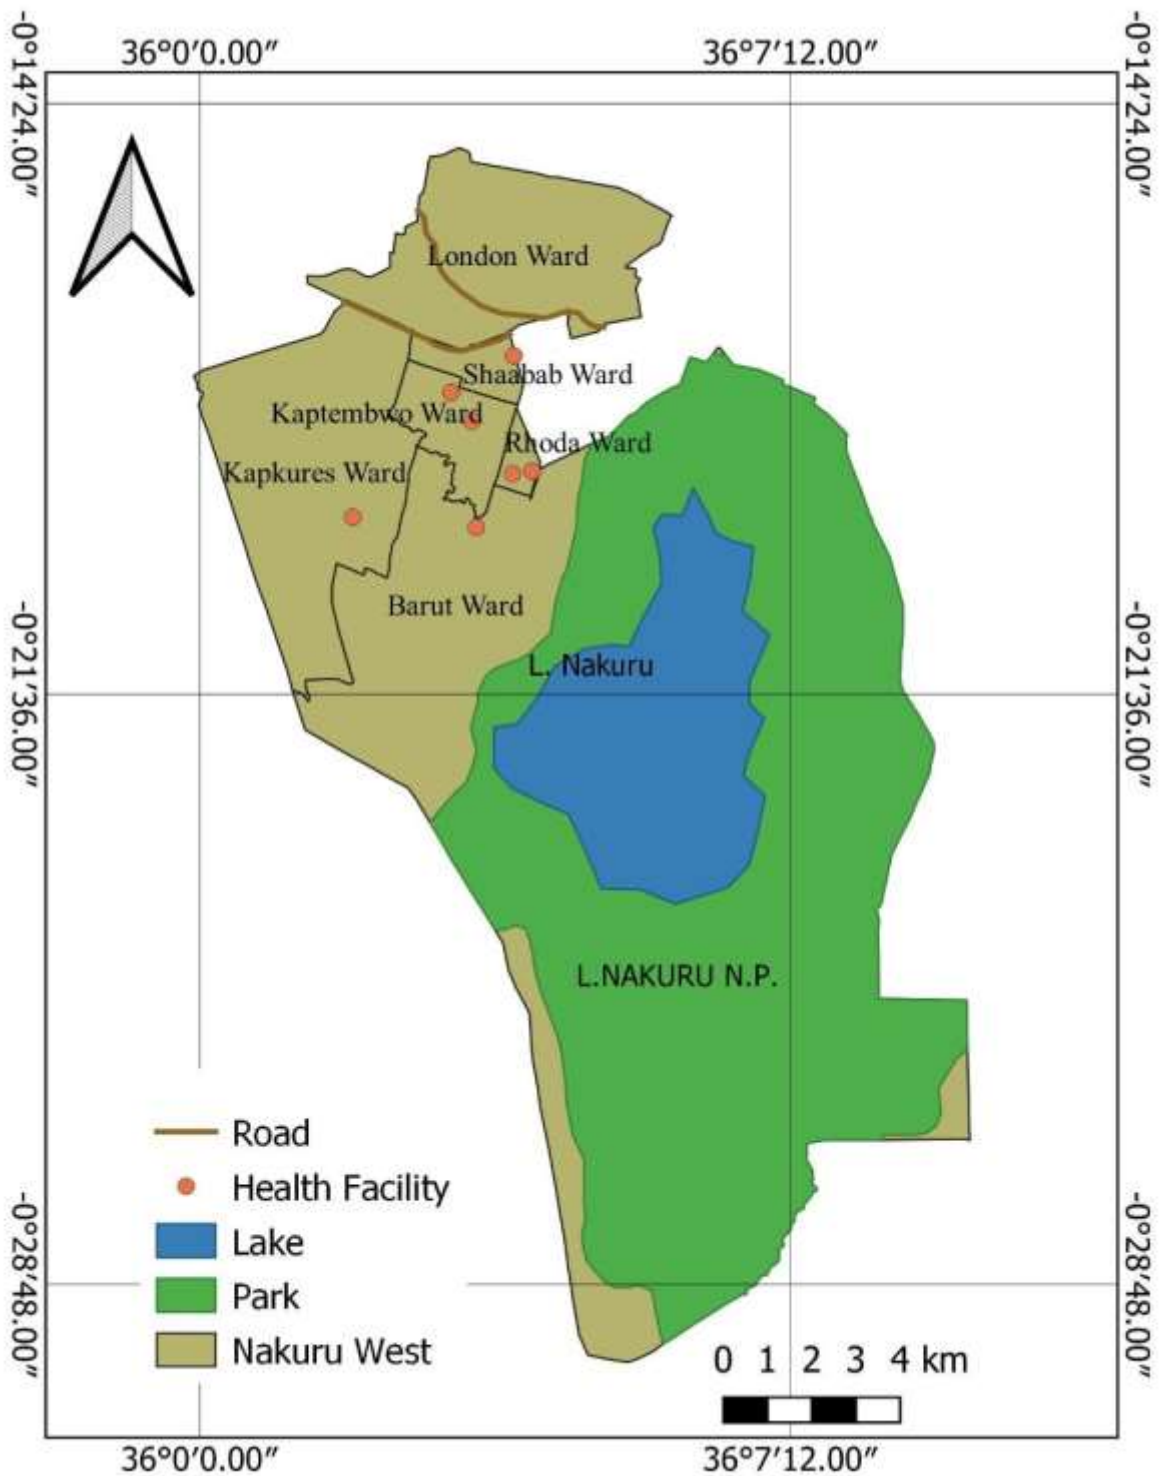 36°0′0.00″ 36°7′12.00″
-0°14′24.00″ -0°14′24.00″
London Ward
Shaabab Ward
Kaptembwo Ward
Rhoda Ward
Kapkures Ward
Barut Ward
L. Nakuru
-0°21′36.00″ -0°21′36.00″
L.NAKURU N.P.
Road
Health Facility
Lake
Park
Nakuru West
-0°28′48.00″ -0°28′48.00″
0 1 2 3 4 km
36°0′0.00″ 36°7′12.00″